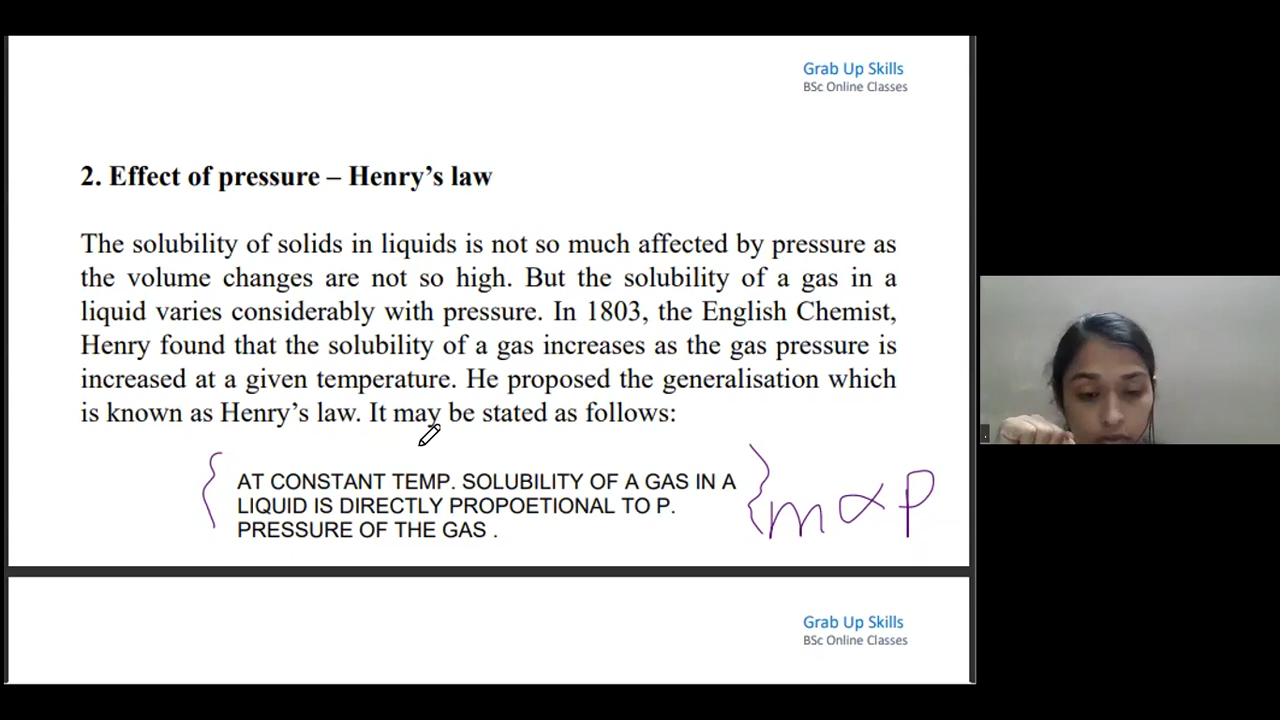 Grab Up Skills
BSc Online Classes
2. Effect of pressure – Henry’s law
The solubility of solids in liquids is not so much affected by pressure as
the volume changes are not so high. But the solubility of a gas in a
liquid varies considerably with pressure. In 1803, the English Chemist,
Henry found that the solubility of a gas increases as the gas pressure is
increased at a given temperature. He proposed the generalisation which
is known as Henry’s law. It may be stated as follows:
{ AT CONSTANT TEMP. SOLUBILITY OF A GAS IN A
LIQUID IS DIRECTLY PROPOETIONAL TO P.
PRESSURE OF THE GAS .
} m ∝ P
Grab Up Skills
BSc Online Classes